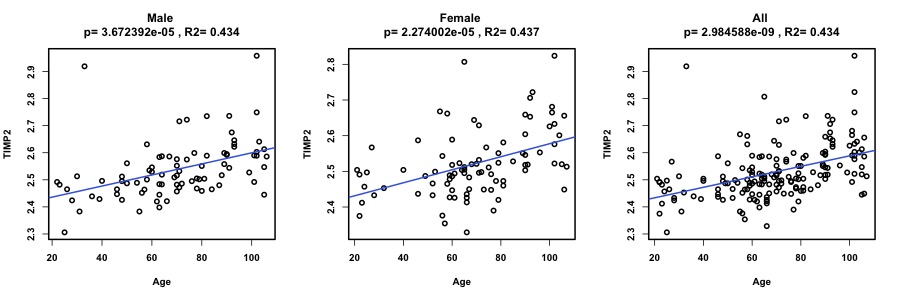 Male
p= 3.672392e-05 , R2= 0.434
TIMP2
2.9
2.8
2.7
2.6
2.5
2.4
2.3
20 40 60 80 100
Age
Female
p= 2.274002e-05 , R2= 0.437
TIMP2
2.8
2.7
2.6
2.5
2.4
20 40 60 80 100
Age
All
p= 2.984588e-09 , R2= 0.434
TIMP2
2.9
2.8
2.7
2.6
2.5
2.4
2.3
20 40 60 80 100
Age